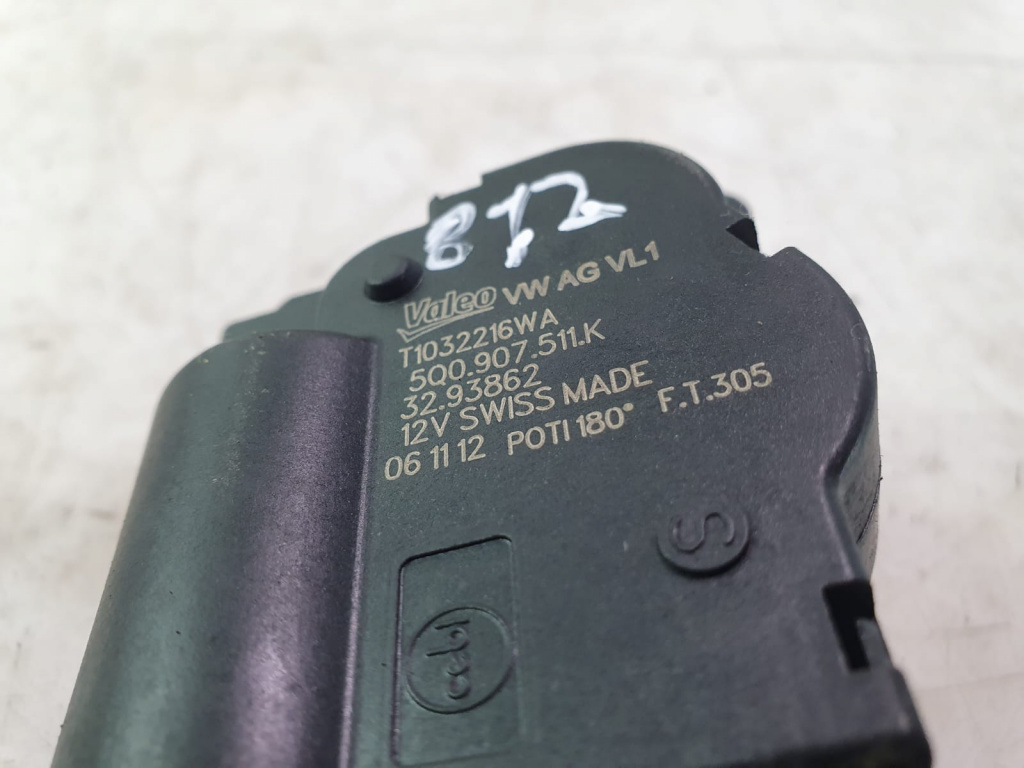 872
Valeo VW AG VL1
T1032216WA
5Q0.907.511.K
32.93862
12V SWISS MADE
06 11 12 POTI 180° F.T.305
S